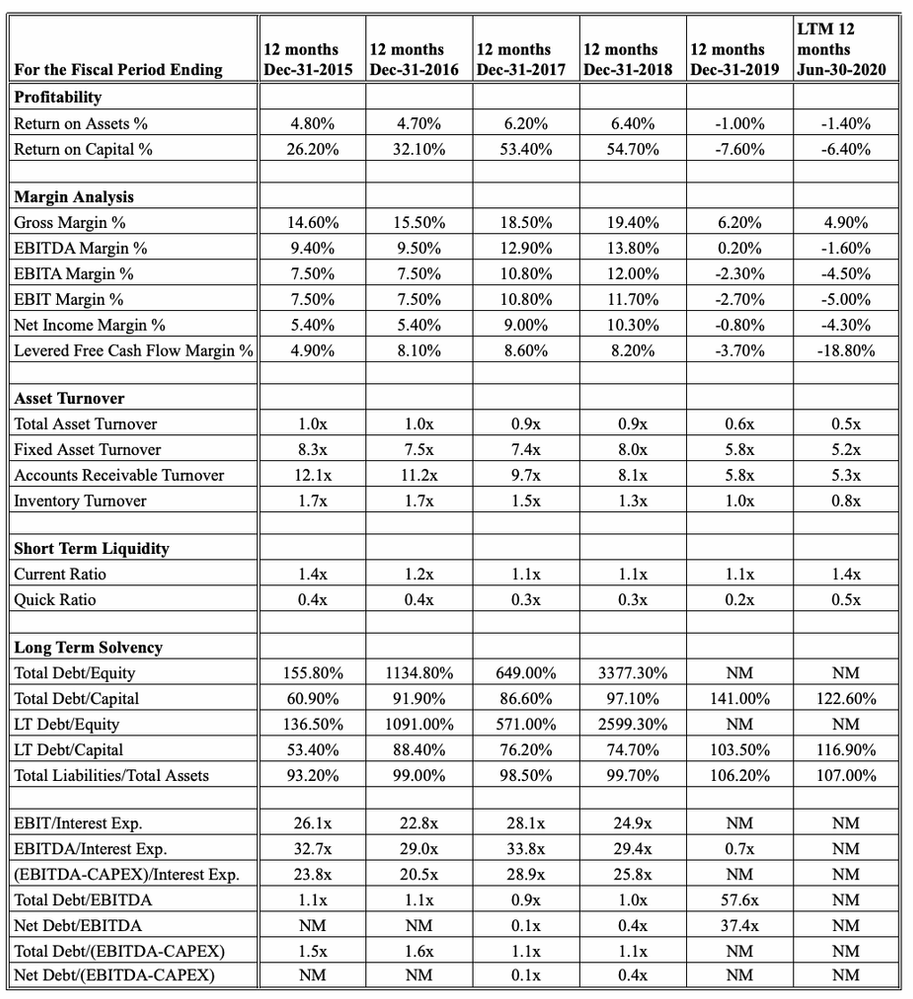 For the Fiscal Period Ending 12 months Dec-31-2015 12 months Dec-31-2016 12 months Dec-31-2017 12 months Dec-31-2018 12 months Dec-31-2019 LTM 12 months Jun-30-2020
Profitability
Return on Assets % 4.80% 4.70% 6.20% 6.40% -1.00% -1.40%
Return on Capital % 26.20% 32.10% 53.40% 54.70% -7.60% -6.40%
Margin Analysis
Gross Margin % 14.60% 15.50% 18.50% 19.40% 6.20% 4.90%
EBITDA Margin % 9.40% 9.50% 12.90% 13.80% 0.20% -1.60%
EBITA Margin % 7.50% 7.50% 10.80% 12.00% -2.30% -4.50%
EBIT Margin % 7.50% 7.50% 10.80% 11.70% -2.70% -5.00%
Net Income Margin % 5.40% 5.40% 9.00% 10.30% -0.80% -4.30%
Levered Free Cash Flow Margin % 4.90% 8.10% 8.60% 8.20% -3.70% -18.80%
Asset Turnover
Total Asset Turnover 1.0x 1.0x 0.9x 0.9x 0.6x 0.5x
Fixed Asset Turnover 8.3x 7.5x 7.4x 8.0x 5.8x 5.2x
Accounts Receivable Turnover 12.1x 11.2x 9.7x 8.1x 5.8x 5.3x
Inventory Turnover 1.7x 1.7x 1.5x 1.3x 1.0x 0.8x
Short Term Liquidity
Current Ratio 1.4x 1.2x 1.1x 1.1x 1.1x 1.4x
Quick Ratio 0.4x 0.4x 0.3x 0.3x 0.2x 0.5x
Long Term Solvency
Total Debt/Equity 155.80% 1134.80% 649.00% 3377.30% NM NM
Total Debt/Capital 60.90% 91.90% 86.60% 97.10% 141.00% 122.60%
LT Debt/Equity 136.50% 1091.00% 571.00% 2599.30% NM NM
LT Debt/Capital 53.40% 88.40% 76.20% 74.70% 103.50% 116.90%
Total Liabilities/Total Assets 93.20% 99.00% 98.50% 99.70% 106.20% 107.00%
EBIT/Interest Exp. 26.1x 22.8x 28.1x 24.9x NM NM
EBITDA/Interest Exp. 32.7x 29.0x 33.8x 29.4x 0.7x NM
(EBITDA-CAPEX)/Interest Exp. 23.8x 20.5x 28.9x 25.8x NM NM
Total Debt/EBITDA 1.1x 1.1x 0.9x 1.0x 57.6x NM
Net Debt/EBITDA NM NM 0.1x 0.4x 37.4x NM
Total Debt/(EBITDA-CAPEX) 1.5x 1.6x 1.1x 1.1x NM NM
Net Debt/(EBITDA-CAPEX) NM NM 0.1x 0.4x NM NM